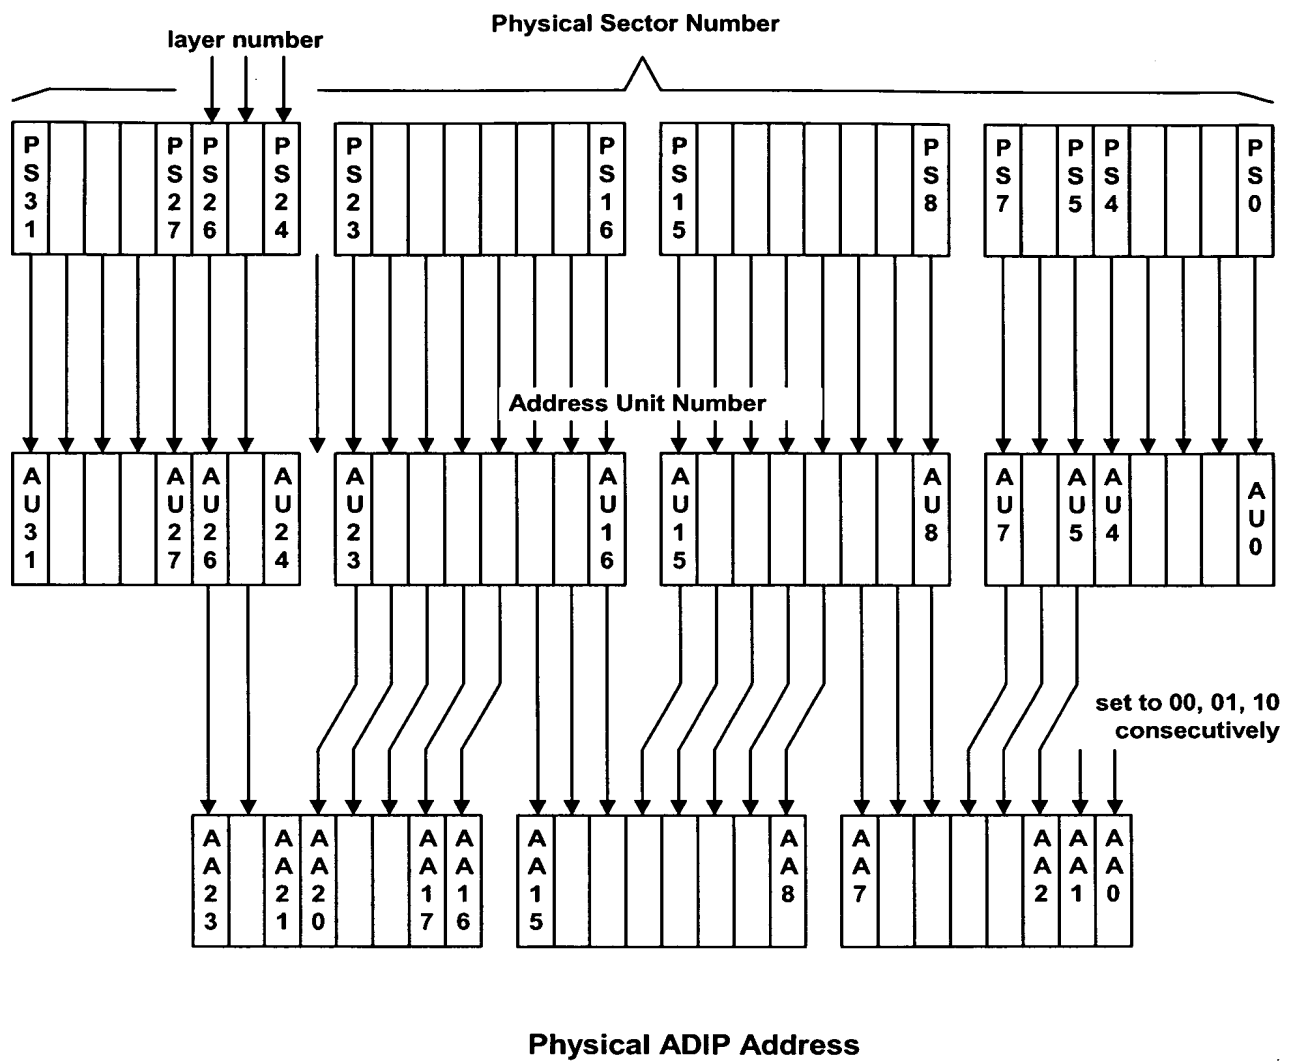 Physical Sector Number
layer number
PS31 PS27 PS26 PS24 PS23 PS16 PS15 PS8 PS7 PS5 PS4 PS0
Address Unit Number
AU31 AU27 AU26 AU24 AU23 AU16 AU15 AU8 AU7 AU5 AU4 AU0
set to 00, 01, 10
consecutively
AA23 AA21 AA20 AA17 AA16 AA15 AA8 AA7 AA2 AA1 AA0
Physical ADIP Address